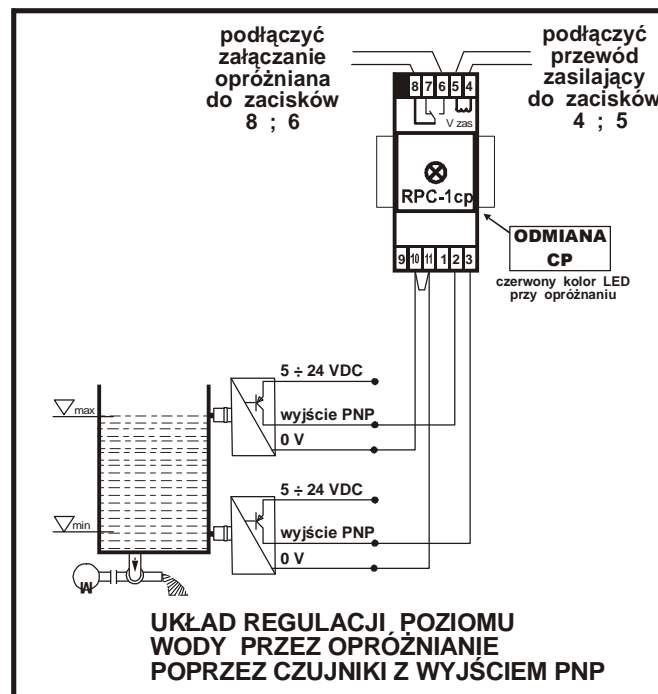 podłączyć
załączanie
opróżniana
do zacisków
8 ; 6
podłączyć
przewód
zasilający
do zacisków
4 ; 5
8 7 6 5 4
V zas
RPC-1cp
ODMIANA
CP
czerwony kolor LED
przy opróżnaniu
9 10 11 1 2 3
5 ÷ 24 VDC
max
wyjście PNP
0 V
5 ÷ 24 VDC
min
wyjście PNP
0 V
M
UKŁAD REGULACJI POZIOMU
WODY PRZEZ OPRÓŻNIANIE
POPRZEZ CZUJNIKI Z WYJŚCIEM PNP